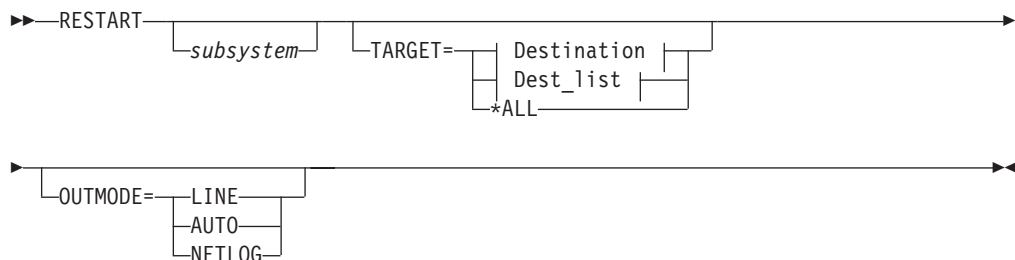 RESTART
subsystem TARGET= Destination
Dest_list
*ALL
OUTMODE= LINE
AUTO
NETLOG